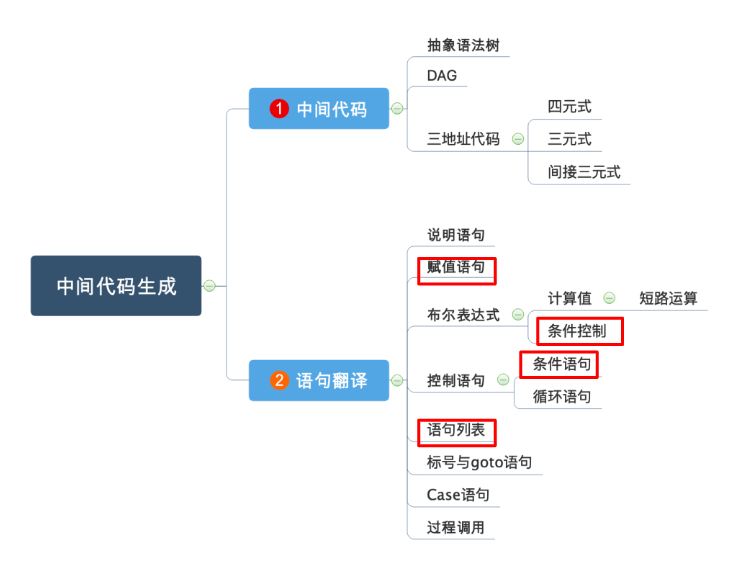 中间代码生成
1 中间代码
抽象语法树
DAG
三地址代码
四元式
三元式
间接三元式
2 语句翻译
说明语句
赋值语句
布尔表达式
计算值
短路运算
条件控制
控制语句
条件语句
循环语句
语句列表
标号与goto语句
Case语句
过程调用